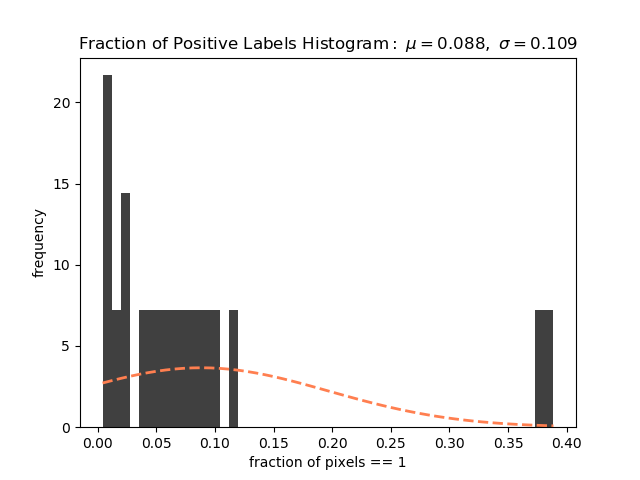 Fraction of Positive Labels Histogram : μ = 0.088, σ = 0.109
20
15
10
5
0
frequency
0.00 0.05 0.10 0.15 0.20 0.25 0.30 0.35 0.40
fraction of pixels == 1